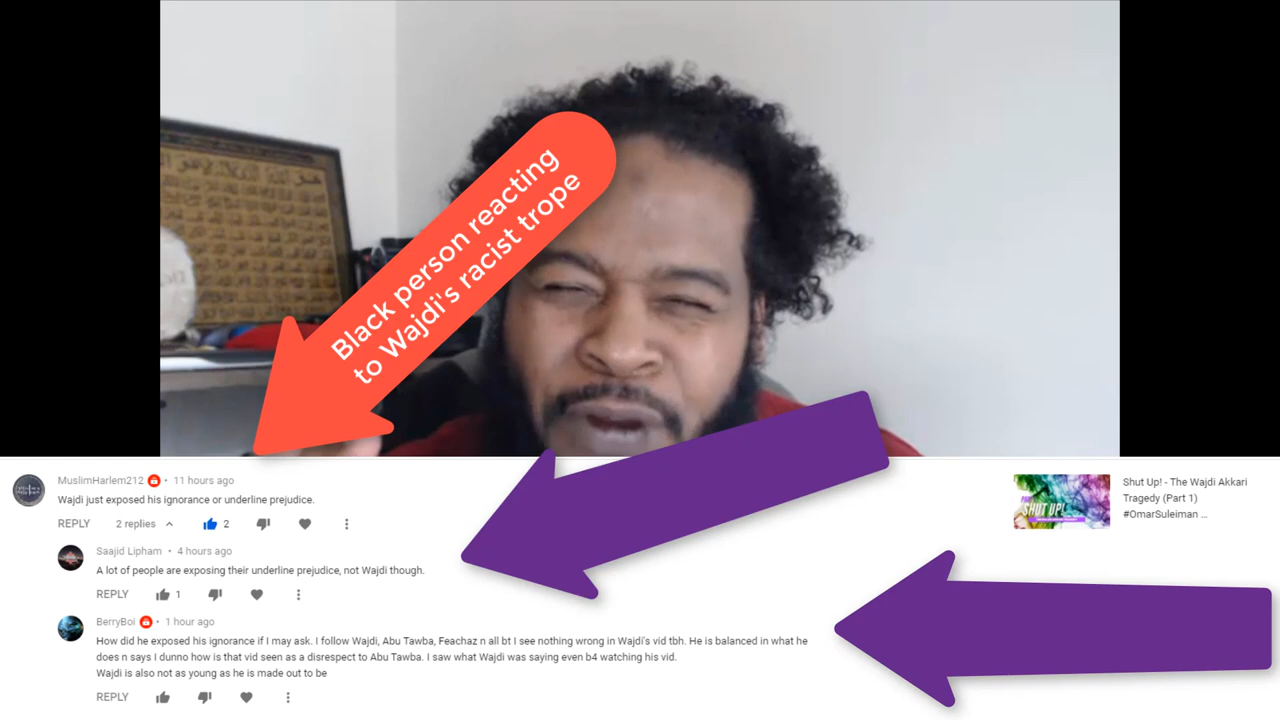 Black person reacting
to Wajdi's racist trope
MuslimHarlem212 • 11 hours ago
Wajdi just exposed his ignorance or underline prejudice.
REPLY 2 replies 2
Shut Up! - The Wajdi Akkari
Tragedy (Part 1)
#OmarSuleiman ...
SHUT UP!
Saajid Lipham • 4 hours ago
A lot of people are exposing their underline prejudice, not Wajdi though.
REPLY 1
BerryBoi • 1 hour ago
How did he exposed his ignorance if I may ask. I follow Wajdi, Abu Tawba, Feachaz n all bt I see nothing wrong in Wajdi's vid tbh. He is balanced in what he
does n says I dunno how is that vid seen as a disrespect to Abu Tawba. I saw what Wajdi was saying even b4 watching his vid.
Wajdi is also not as young as he is made out to be
REPLY